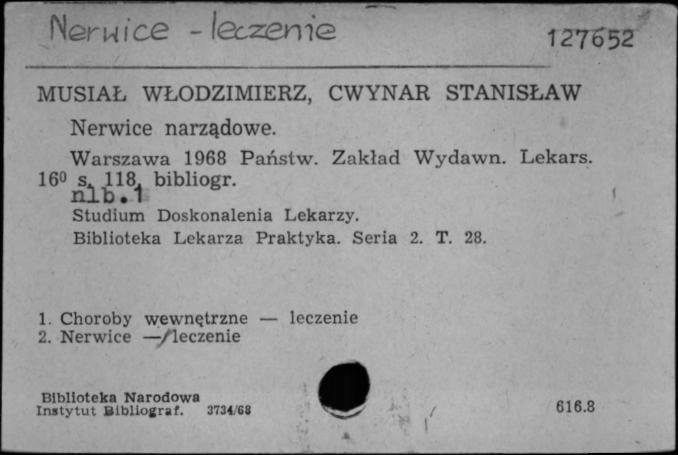 Nerwice - leczenie
127652
MUSIAŁ WŁODZIMIERZ, CWYNAR STANISŁAW
Nerwice narządowe.
Warszawa 1968 Państw. Zakład Wydawn. Lekars.
16⁰ s. 118, bibliogr.
nlb.1
Studium Doskonalenia Lekarzy.
Biblioteka Lekarza Praktyka. Seria 2. T. 28.
1. Choroby wewnętrzne — leczenie
2. Nerwice —/leczenie
Biblioteka Narodowa
Instytut Bibliograf. 3734/68
616.8